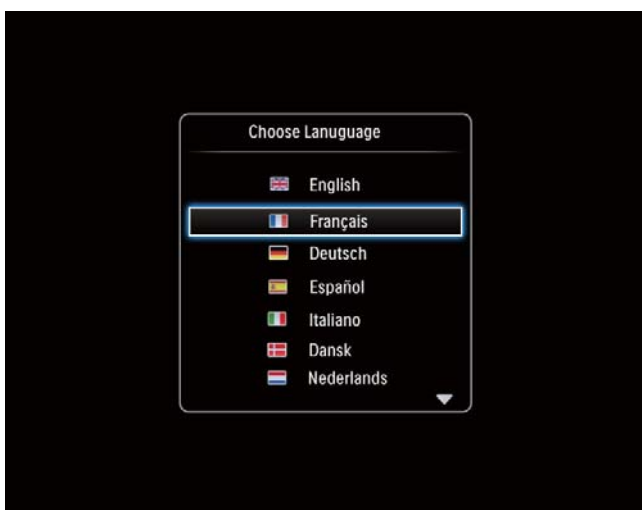 Choose Lanuguage
English
Français
Deutsch
Español
Italiano
Dansk
Nederlands